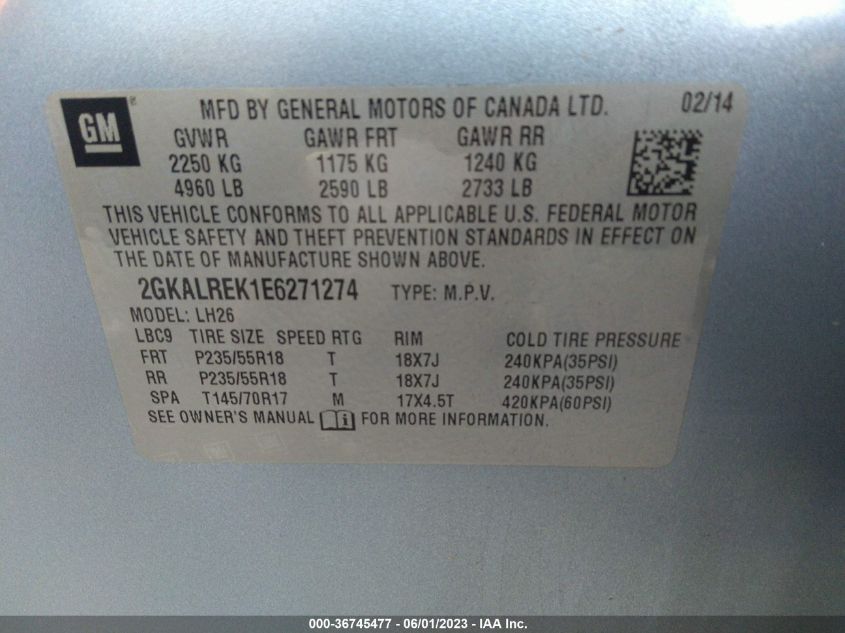 GM ® MFD BY GENERAL MOTORS OF CANADA LTD. 02/14
GVWR GAWR FRT GAWR RR
2250 KG 1175 KG 1240 KG
4960 LB 2590 LB 2733 LB
THIS VEHICLE CONFORMS TO ALL APPLICABLE U.S. FEDERAL MOTOR
VEHICLE SAFETY AND THEFT PREVENTION STANDARDS IN EFFECT ON
THE DATE OF MANUFACTURE SHOWN ABOVE.
2GKALREK1E6271274 TYPE: M.P.V.
MODEL: LH26
LBC9 TIRE SIZE SPEED RTG RIM COLD TIRE PRESSURE
FRT P235/55R18 T 18X7J 240KPA(35PSI)
RR P235/55R18 T 18X7J 240KPA(35PSI)
SPA T145/70R17 M 17X4.5T 420KPA(60PSI)
SEE OWNER'S MANUAL i FOR MORE INFORMATION.
000-36745477 - 06/01/2023 - IAA Inc.